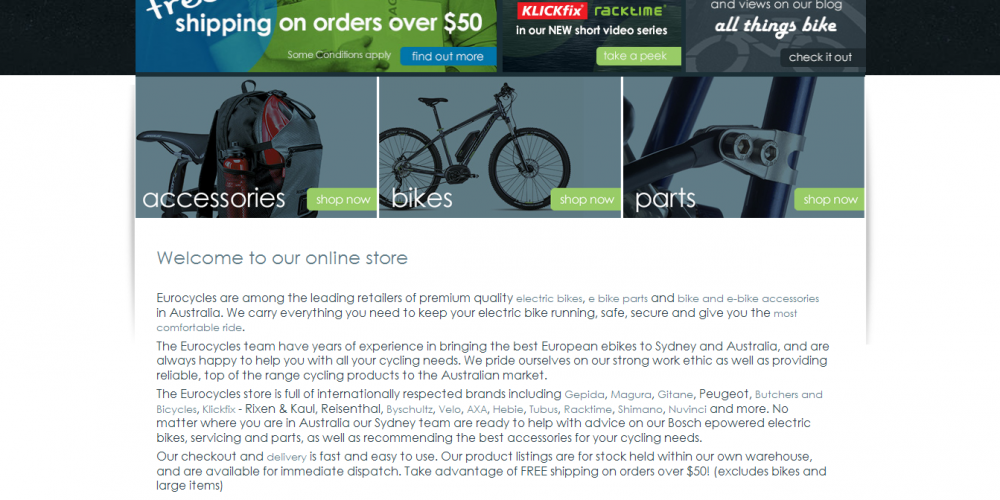 free
shipping on orders over $50
Some Conditions apply
find out more
KLICKfix racktime
in our NEW short video series
take a peek
and views on our blog
all things bike
check it out
accessories
shop now
bikes
shop now
parts
shop now
Welcome to our online store
Eurocycles are among the leading retailers of premium quality electric bikes, e bike parts and bike and e-bike accessories
in Australia. We carry everything you need to keep your electric bike running, safe, secure and give you the most
comfortable ride.
The Eurocycles team have years of experience in bringing the best European ebikes to Sydney and Australia, and are
always happy to help you with all your cycling needs. We pride ourselves on our strong work ethic as well as providing
reliable, top of the range cycling products to the Australian market.
The Eurocycles store is full of internationally respected brands including Gepida, Magura, Gitane, Peugeot, Butchers and
Bicycles, Klickfix - Rixen & Kaul, Reisenthal, Byschultz, Velo, AXA, Hebie, Tubus, Racktime, Shimano, Nuvinci and more. No
matter where you are in Australia our Sydney team are ready to help with advice on our Bosch epowered electric
bikes, servicing and parts, as well as recommending the best accessories for your cycling needs.
Our checkout and delivery is fast and easy to use. Our product listings are for stock held within our own warehouse,
and are available for immediate dispatch. Take advantage of FREE shipping on orders over $50! (excludes bikes and
large items)